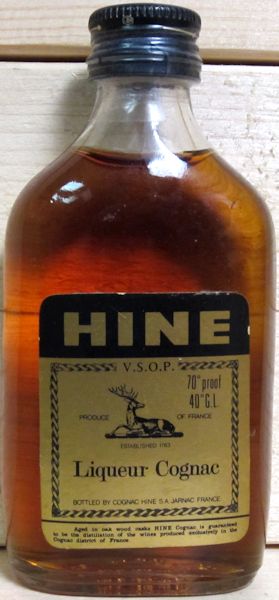 HINE
V.S.O.P.
70° proof
40° G.L.
PRODUCE OF FRANCE
ESTABLISHED 1763
Liqueur Cognac
BOTTLED BY COGNAC HINE S.A. JARNAC FRANCE
Aged in oak wood casks HINE Cognac is guaranteed
to be the distillation of the wines produced exclusively in the
Cognac district of France